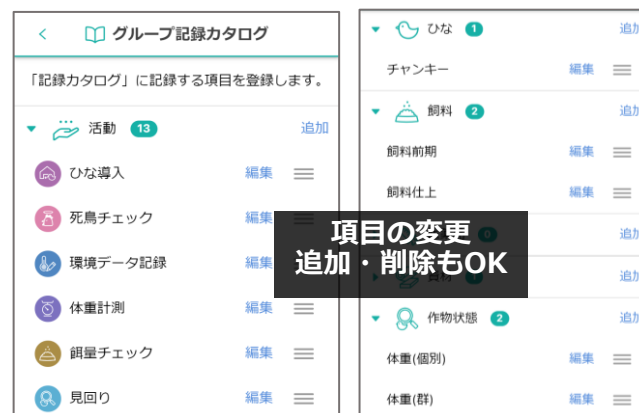 グループ記録カタログ
「記録カタログ」に記録する項目を登録します。
活動 13 追加
ひな導入 編集
死鳥チェック 編集
環境データ記録 編集
体重計測 編集
餌量チェック 編集
見回り 編集
ひな 1 追加
チャンキー 編集
飼料 2 追加
飼料前期 編集
飼料仕上 編集
0 追加
追加
作物状態 2 追加
体重(個別) 編集
体重(群) 編集
項目の変更
追加・削除もOK